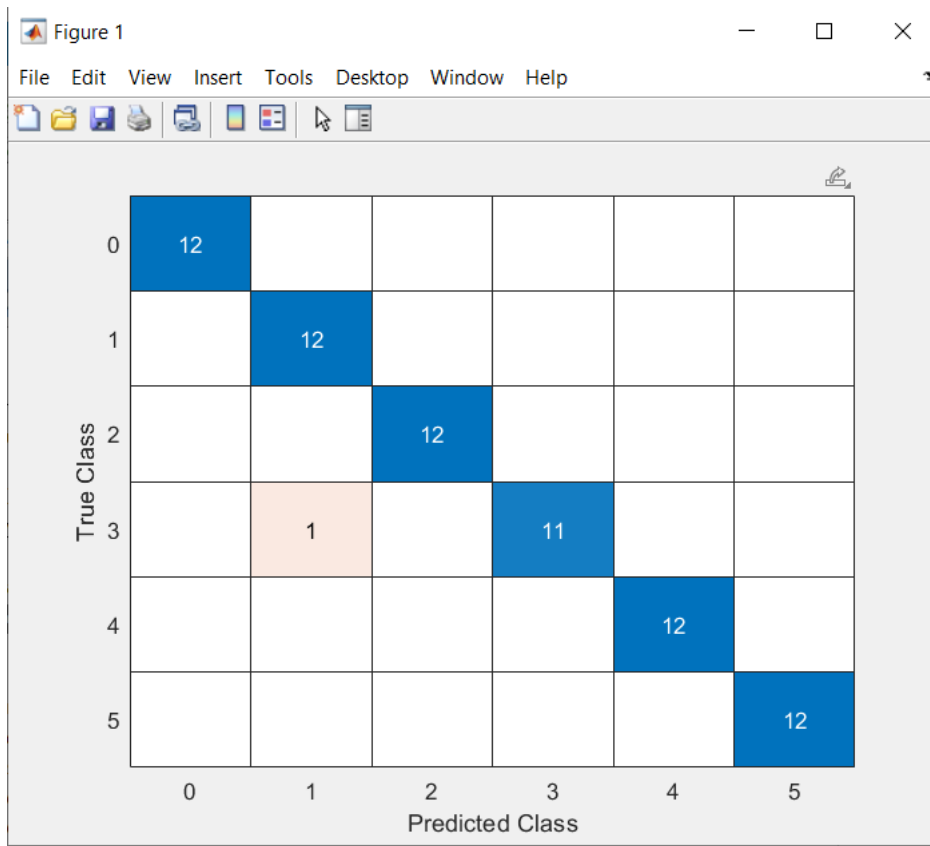 Figure 1
File Edit View Insert Tools Desktop Window Help
0 12
1 12
2 12
True Class
3 1 11
4 12
5 12
0 1 2 3 4 5
Predicted Class